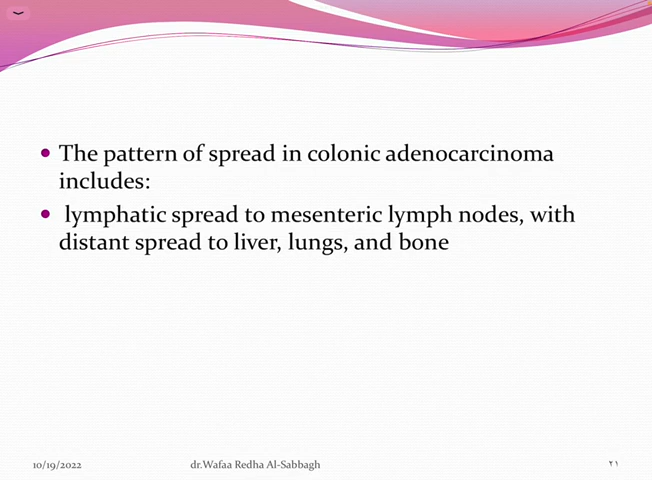 The pattern of spread in colonic adenocarcinoma
includes:
lymphatic spread to mesenteric lymph nodes, with
distant spread to liver, lungs, and bone
10/19/2022
dr.Wafaa Redha Al-Sabbagh
٢١